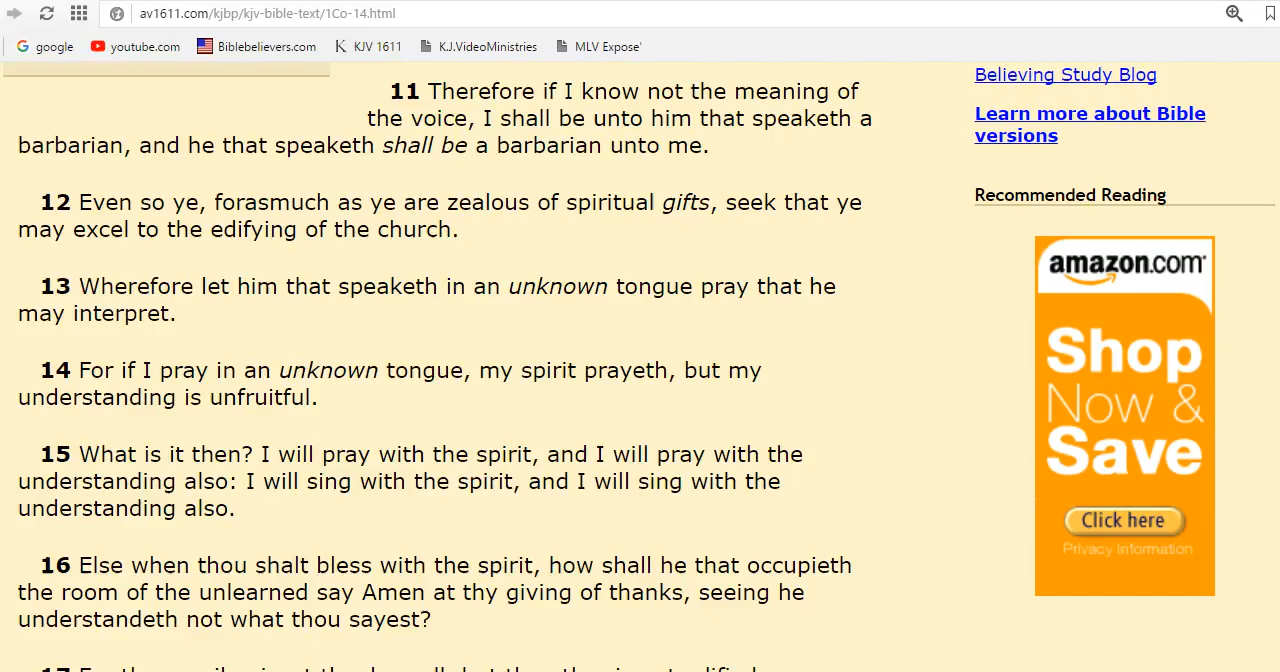 av1611.com/kjbp/kjv-bible-text/1Co-14.html
google youtube.com Biblebelievers.com KJV 1611 K.J.VideoMinistries MLV Expose'
11 Therefore if I know not the meaning of
the voice, I shall be unto him that speaketh a
barbarian, and he that speaketh shall be a barbarian unto me.
12 Even so ye, forasmuch as ye are zealous of spiritual gifts, seek that ye
may excel to the edifying of the church.
13 Wherefore let him that speaketh in an unknown tongue pray that he
may interpret.
14 For if I pray in an unknown tongue, my spirit prayeth, but my
understanding is unfruitful.
15 What is it then? I will pray with the spirit, and I will pray with the
understanding also: I will sing with the spirit, and I will sing with the
understanding also.
16 Else when thou shalt bless with the spirit, how shall he that occupieth
the room of the unlearned say Amen at thy giving of thanks, seeing he
understandeth not what thou sayest?
Believing Study Blog
Learn more about Bible
versions
Recommended Reading
amazon.com
Shop
Now &
Save
Click here
Privacy Information